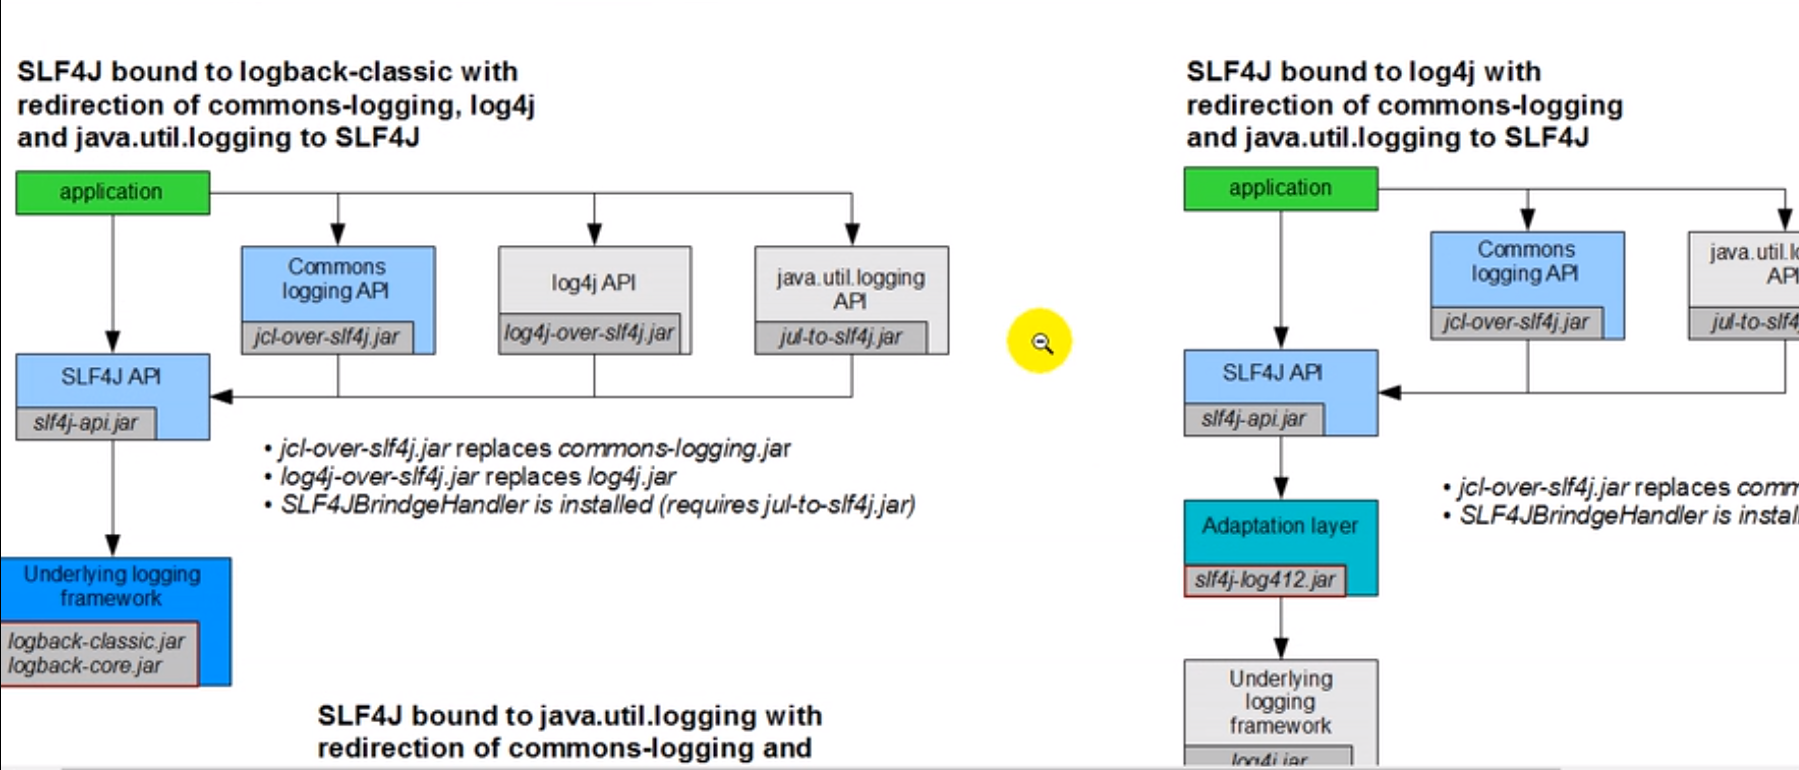 SLF4J bound to logback-classic with
redirection of commons-logging, log4j
and java.util.logging to SLF4J
application
Commons
logging API
jcl-over-slf4j.jar
log4j API
log4j-over-slf4j.jar
java.util.logging
API
jul-to-slf4j.jar
SLF4J API
slf4j-api.jar
• jcl-over-slf4j.jar replaces commons-logging.jar
• log4j-over-slf4j.jar replaces log4j.jar
• SLF4JBrindgeHandler is installed (requires jul-to-slf4j.jar)
Underlying logging
framework
logback-classic.jar
logback-core.jar
SLF4J bound to java.util.logging with
redirection of commons-logging and
SLF4J bound to log4j with
redirection of commons-logging
and java.util.logging to SLF4J
application
Commons
logging API
jcl-over-slf4j.jar
java.util.lo
API
jul-to-slf4
SLF4J API
slf4j-api.jar
• jcl-over-slf4j.jar replaces comm
• SLF4JBrindgeHandler is instal
Adaptation layer
slf4j-log412.jar
Underlying
logging
framework
log4j.jar